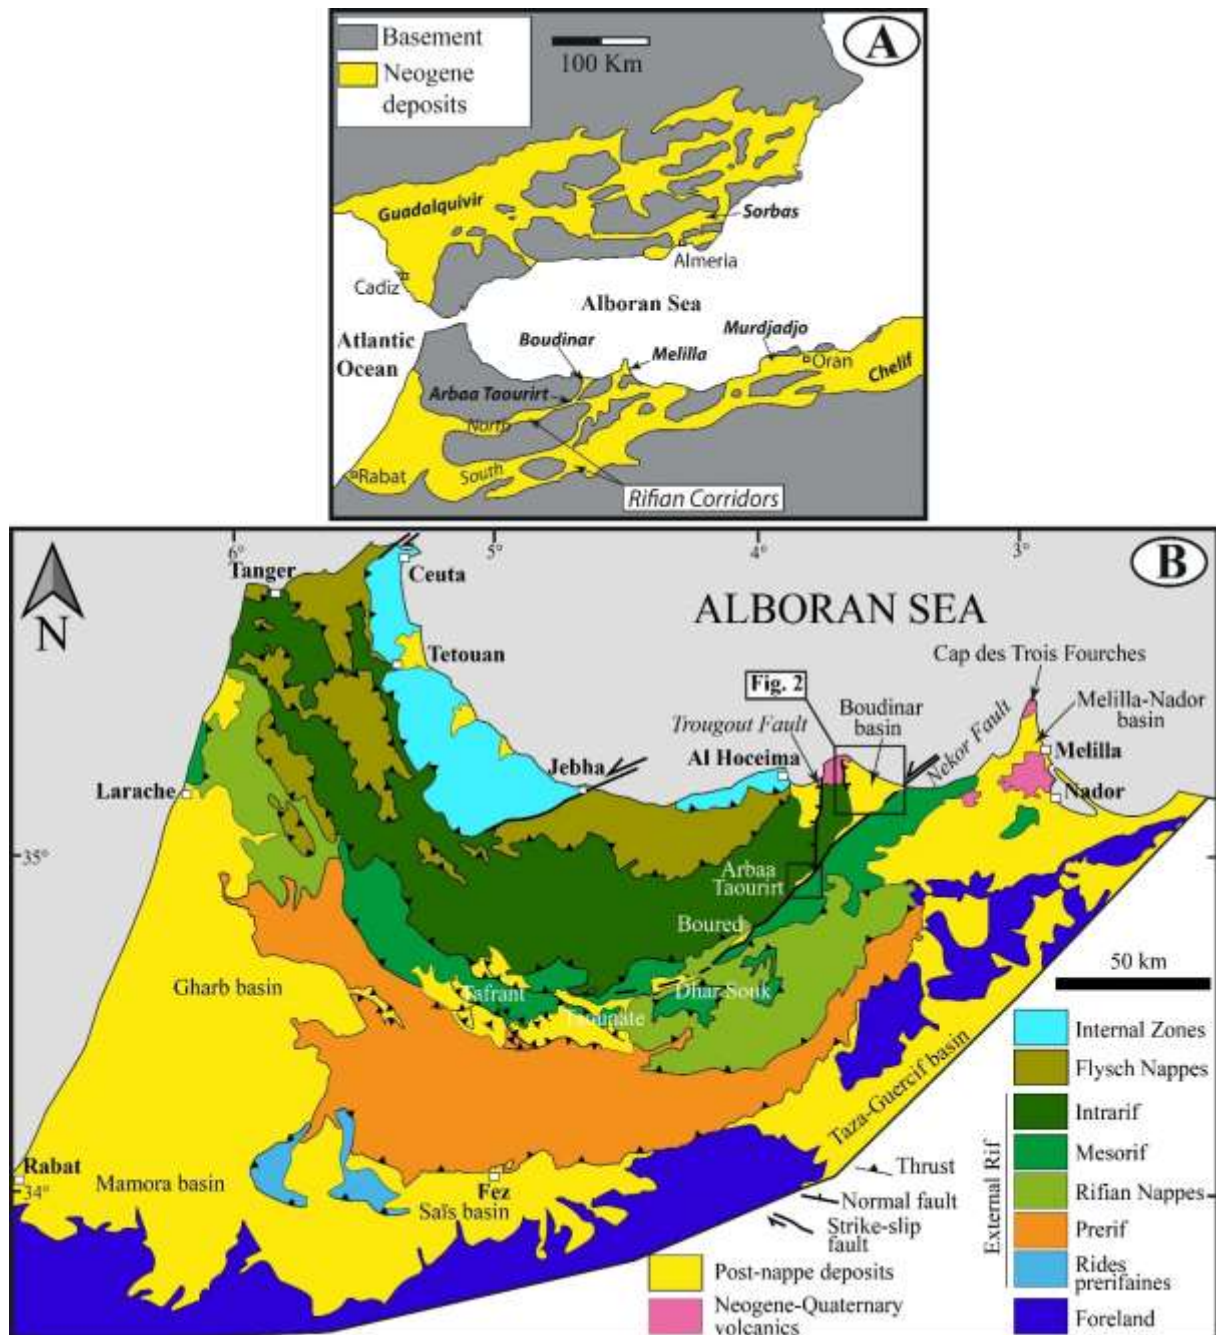 Basement
Neogene
deposits
100 Km
A
Guadalquivir
Sorbas
Almeria
Cadiz
Alboran Sea
Atlantic
Ocean
Boudinar
Melilla
Murdjadjo
Oran
Chelif
Arbaa Taourirt
North
South
Rabat
Rifian Corridors
B
N
6°
5°
4°
3°
Tanger
Ceuta
ALBORAN SEA
Tetouan
Cap des Trois Fourches
Fig. 2
Boudinar
basin
Trougout Fault
Nekor Fault
Melilla-Nador
basin
Melilla
Nador
Jebha
Al Hoceima
Larache
35°
Arbaa
Taourirt
Boured
50 km
Gharb basin
Tafrant
Dhar Souk
Taounate
Taza-Guercif basin
Rabat
34°
Mamora basin
Fez
Saïs basin
Thrust
Normal fault
Strike-slip
fault
Internal Zones
Flysch Nappes
External Rif
Intrarif
Mesorif
Rifian Nappes
Prerif
Rides
prerifaines
Foreland
Post-nappe deposits
Neogene-Quaternary
volcanics